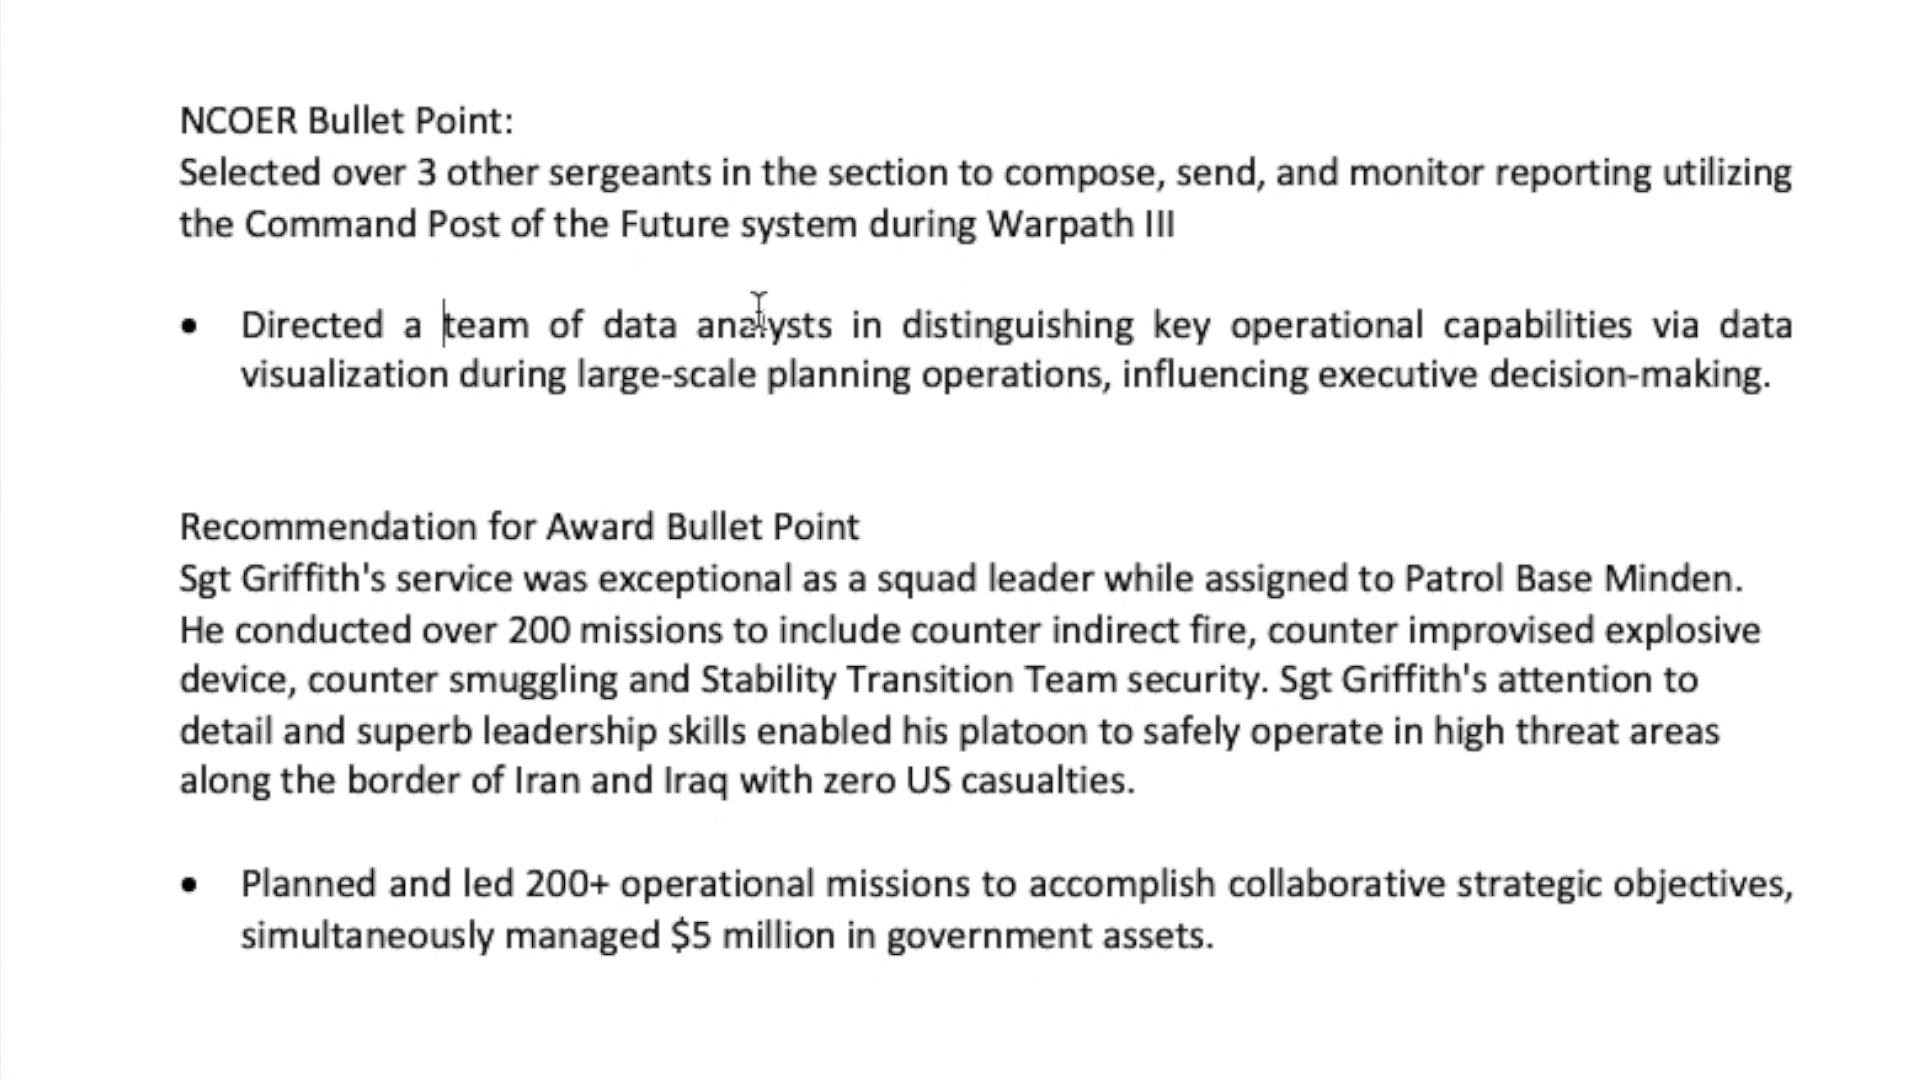 NCOER Bullet Point:
Selected over 3 other sergeants in the section to compose, send, and monitor reporting utilizing
the Command Post of the Future system during Warpath III
• Directed a team of data analysts in distinguishing key operational capabilities via data
visualization during large-scale planning operations, influencing executive decision-making.
Recommendation for Award Bullet Point
Sgt Griffith's service was exceptional as a squad leader while assigned to Patrol Base Minden.
He conducted over 200 missions to include counter indirect fire, counter improvised explosive
device, counter smuggling and Stability Transition Team security. Sgt Griffith's attention to
detail and superb leadership skills enabled his platoon to safely operate in high threat areas
along the border of Iran and Iraq with zero US casualties.
• Planned and led 200+ operational missions to accomplish collaborative strategic objectives,
simultaneously managed $5 million in government assets.